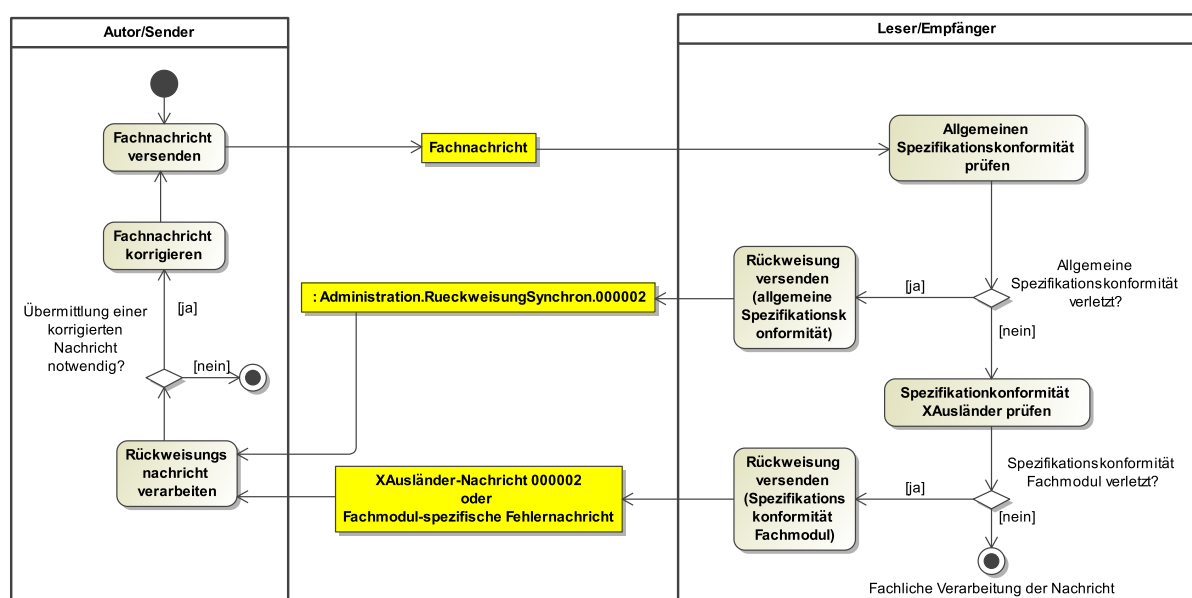 Autor/Sender
Leser/Empfänger
Fachnachricht
versenden
Fachnachricht
Allgemeinen
Spezifikationskonformität
prüfen
Fachnachricht
korrigieren
Rückweisung
versenden
(allgemeine
Spezifikationsk
onformität)
[ja]
Allgemeine
Spezifikationskonformität
verletzt?
: Administration.RueckweisungSynchron.000002
[ja]
Übermittlung einer
korrigierten
Nachricht
notwendig?
[nein]
[nein]
Spezifikationkonformität
XAusländer prüfen
Rückweisungs
nachricht
verarbeiten
XAusländer-Nachricht 000002
oder
Fachmodul-spezifische Fehlernachricht
Rückweisung
versenden
(Spezifikations
konformität
Fachmodul)
[ja]
Spezifikationskonformität
Fachmodul verletzt?
[nein]
Fachliche Verarbeitung der Nachricht